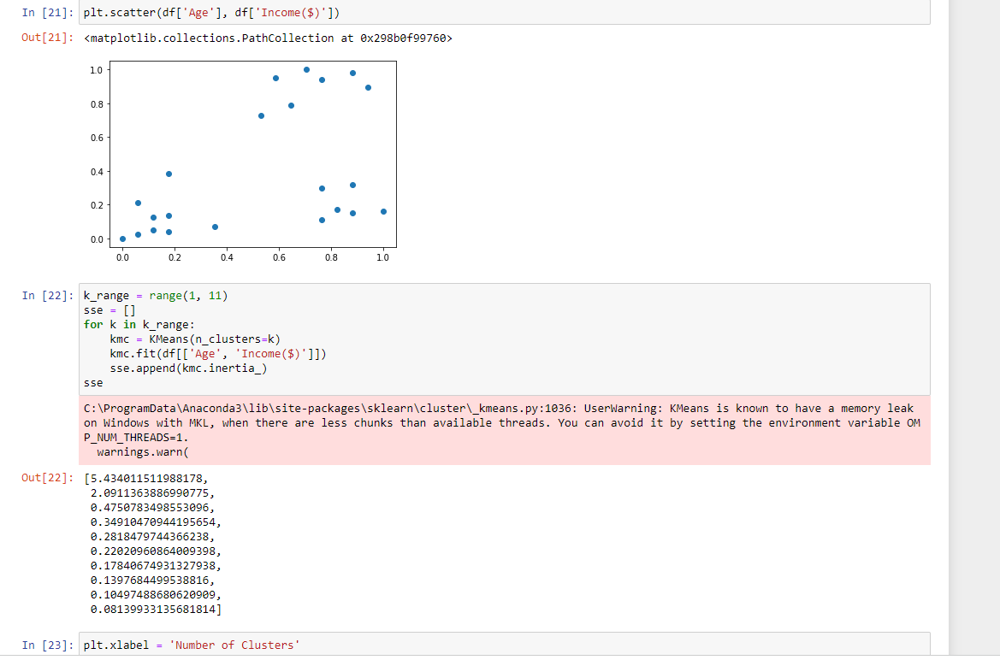 In [21]: plt.scatter(df['Age'], df['Income($)'])
Out[21]: <matplotlib.collections.PathCollection at 0x298b0f99760>
1.0
0.8
0.6
0.4
0.2
0.0
0.0 0.2 0.4 0.6 0.8 1.0
In [22]: k_range = range(1, 11)
sse = []
for k in k_range:
    kmc = KMeans(n_clusters=k)
    kmc.fit(df[['Age', 'Income($)']])
    sse.append(kmc.inertia_)
sse
C:\ProgramData\Anaconda3\lib\site-packages\sklearn\cluster\_kmeans.py:1036: UserWarning: KMeans is known to have a memory leak
on Windows with MKL, when there are less chunks than available threads. You can avoid it by setting the environment variable OM
P_NUM_THREADS=1.
  warnings.warn(
Out[22]: [5.434011511988178,
 2.0911363886990775,
 0.4750783498553096,
 0.34910470944195654,
 0.2818479744366238,
 0.22020960864009398,
 0.17840674931327938,
 0.1397684499538816,
 0.10497488680620909,
 0.08139933135681814]
In [23]: plt.xlabel = 'Number of Clusters'